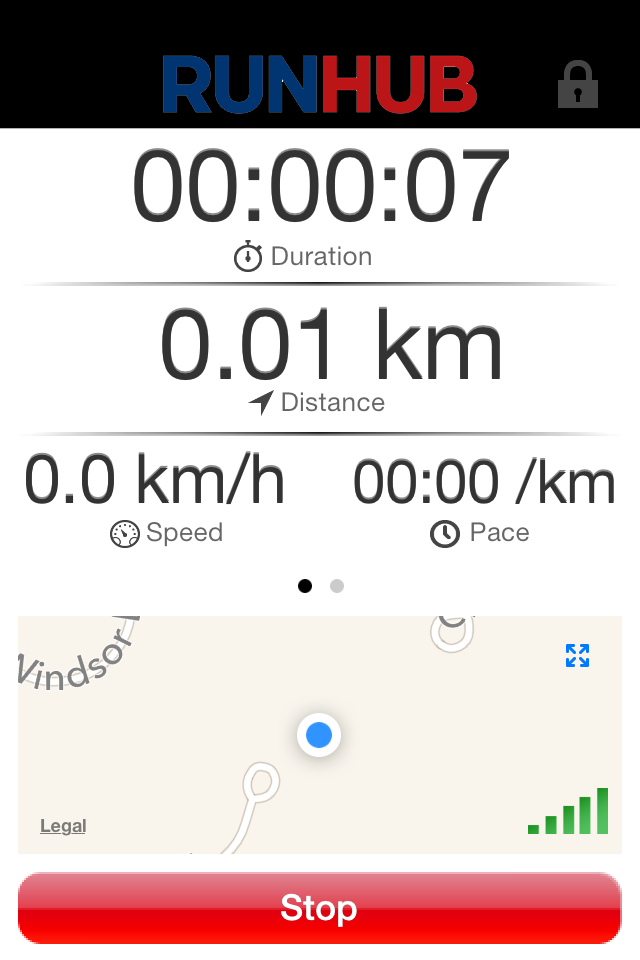 RUNHUB
00:00:07
Duration
0.01 km
Distance
0.0 km/h 00:00 /km
Speed Pace
Windsor
Legal
Stop